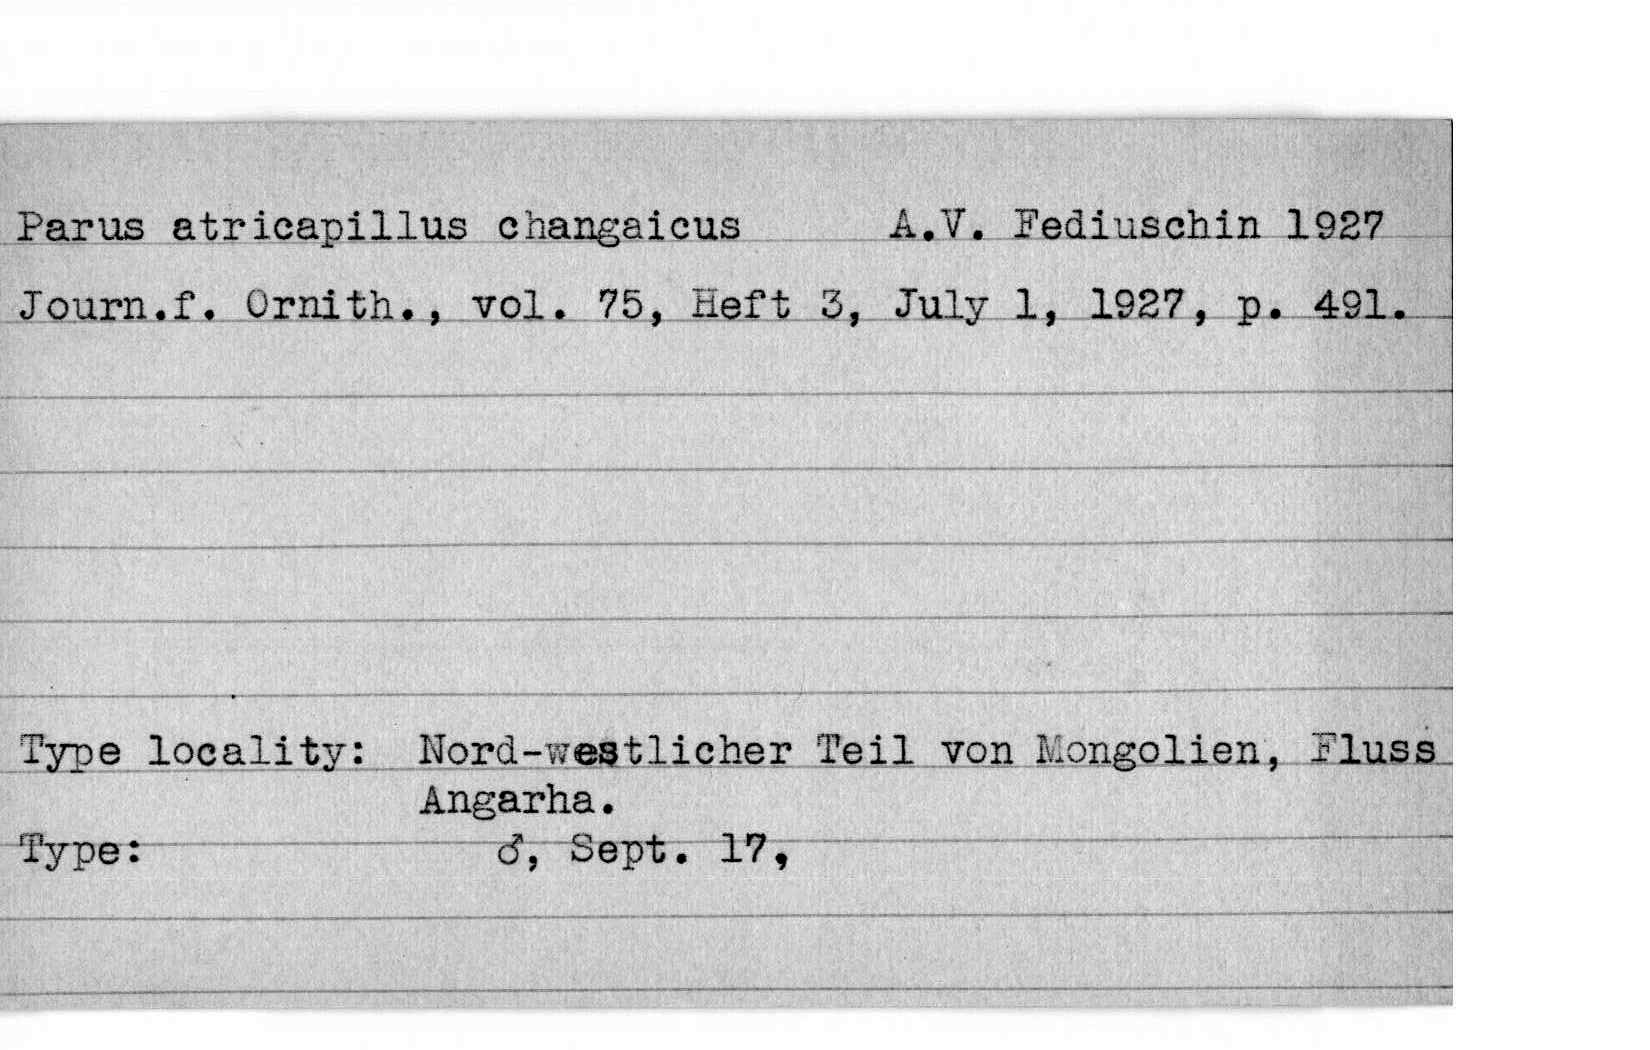 Parus atricapillus changaicus A.V. Fediuschin 1927
Journ.f. Ornith., vol. 75, Heft 3, July 1, 1927, p. 491.
Type locality: Nord-westlicher Teil von Mongolien, Fluss
Angarha.
Type: ♂, Sept. 17,